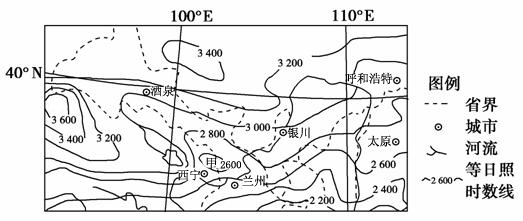 100°E 110°E
3 400
40°N
酒泉
呼和浩特
3 600
3 400
3 200
3 200
2 800
3 000
银川
太原
甲
2600
西宁
兰州
2 600
2 400
2 200
图例
省界
城市
河流
等日照
2 600
时数线